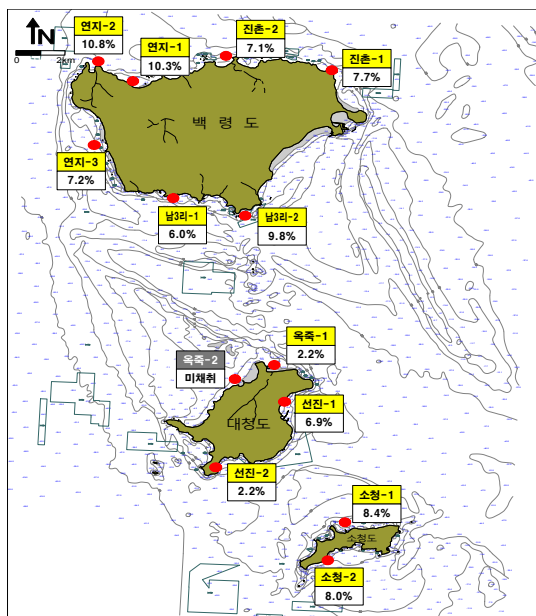 연지-2
10.8%
진촌-2
7.1%
연지-1
10.3%
진촌-1
7.7%
N
0
2km
백 령 도
연지-3
7.2%
남3리-1
6.0%
남3리-2
9.8%
옥죽-1
2.2%
옥죽-2
미채취
선진-1
6.9%
대청도
선진-2
2.2%
소청-1
8.4%
소청도
소청-2
8.0%